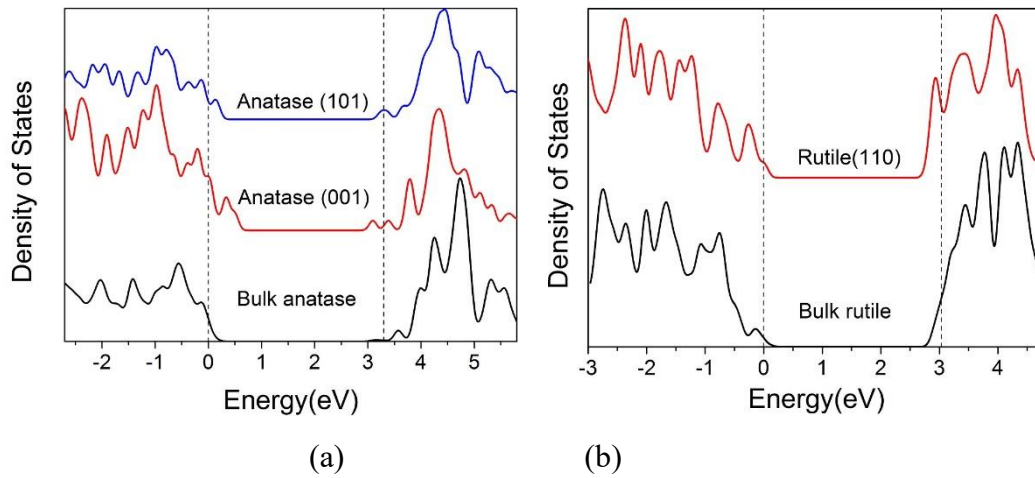 Density of States
Anatase (101)
Anatase (001)
Bulk anatase
-2 -1 0 1 2 3 4 5
Energy(eV)
(a)
(b)
Density of States
Rutile(110)
Bulk rutile
-3 -2 -1 0 1 2 3 4
Energy(eV)